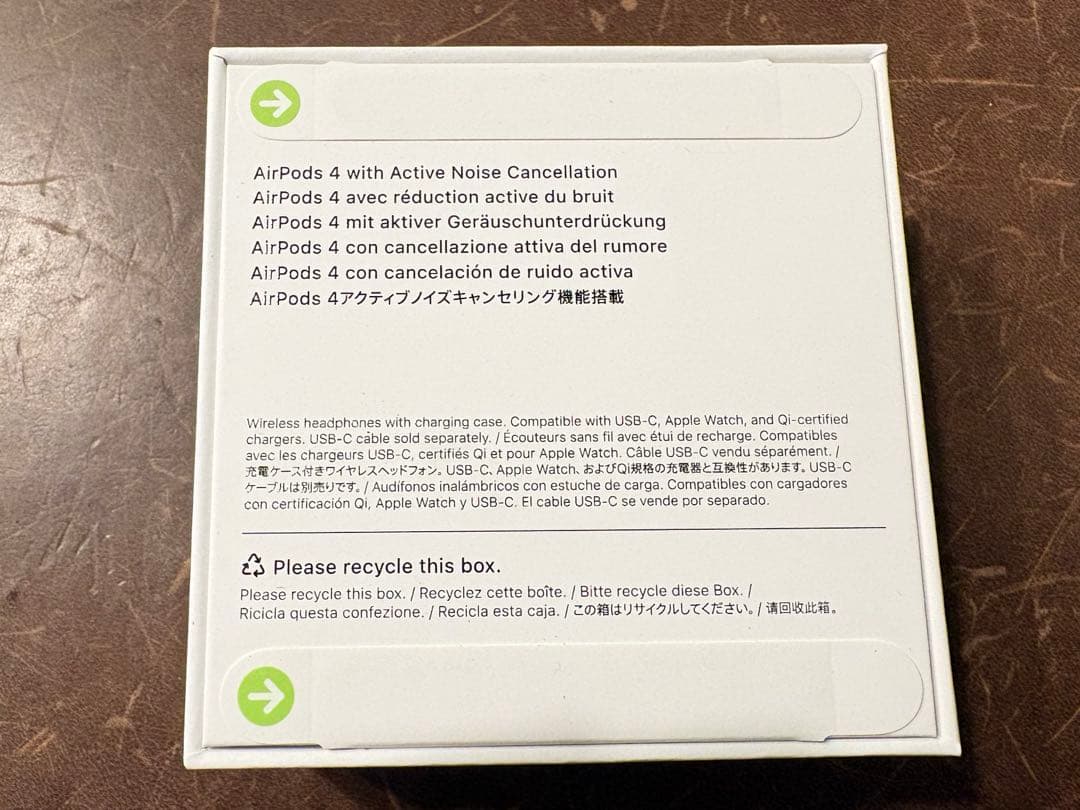 AirPods 4 with Active Noise Cancellation
AirPods 4 avec réduction active du bruit
AirPods 4 mit aktiver Geräuschunterdrückung
AirPods 4 con cancellazione attiva del rumore
AirPods 4 con cancelación de ruido activa
AirPods 4アクティブノイズキャンセリング機能搭載
Wireless headphones with charging case. Compatible with USB-C, Apple Watch, and Qi-certified
chargers. USB-C cable sold separately. / Écouteurs sans fil avec étui de recharge. Compatibles
avec les chargeurs USB-C, certifiés Qi et pour Apple Watch. Câble USB-C vendu séparément. /
充電ケース付きワイヤレスヘッドフォン。USB-C、Apple Watch、およびQi規格の充電器と互換性があります。USB-C
ケーブルは別売りです。/ Audífonos inalámbricos con estuche de carga. Compatibles con cargadores
con certificación Qi, Apple Watch y USB-C. El cable USB-C se vende por separado.
Please recycle this box.
Please recycle this box. / Recyclez cette boîte. / Bitte recycle diese Box. /
Ricicla questa confezione. / Recicla esta caja. / この箱はリサイクルしてください。/ 请回收此箱。